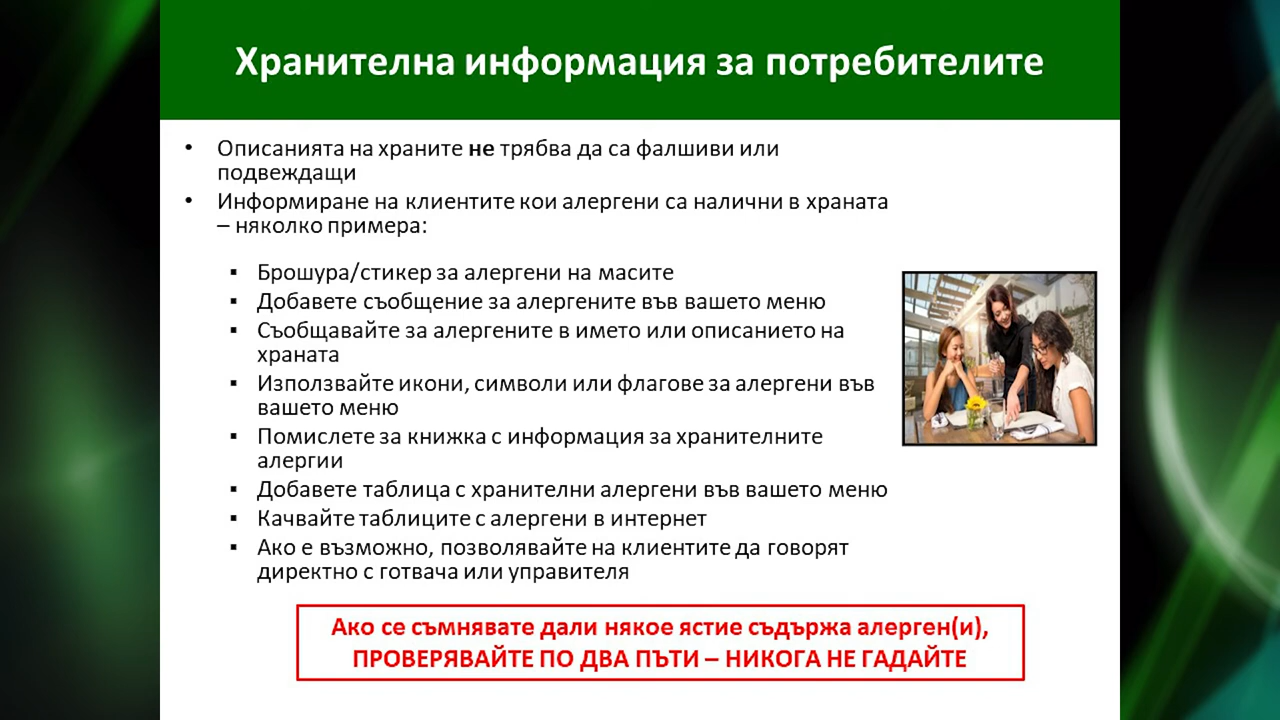 Хранителна информация за потребителите
• Описанията на храните не трябва да са фалшиви или
подвеждащи
• Информиране на клиентите кои алергени са налични в храната
– няколко примера:
▪ Брошура/стикер за алергени на масите
▪ Добавете съобщение за алергените във вашето меню
▪ Съобщавайте за алергените в името или описанието на
храната
▪ Използвайте икони, символи или флагове за алергени във
вашето меню
▪ Помислете за книжка с информация за хранителните
алергии
▪ Добавете таблица с хранителни алергени във вашето меню
▪ Качвайте таблиците с алергени в интернет
▪ Ако е възможно, позволявайте на клиентите да говорят
директно с готвача или управителя
Ако се съмнявате дали някое ястие съдържа алерген(и),
ПРОВЕРЯВАЙТЕ ПО ДВА ПЪТИ – НИКОГА НЕ ГАДАЙТЕ